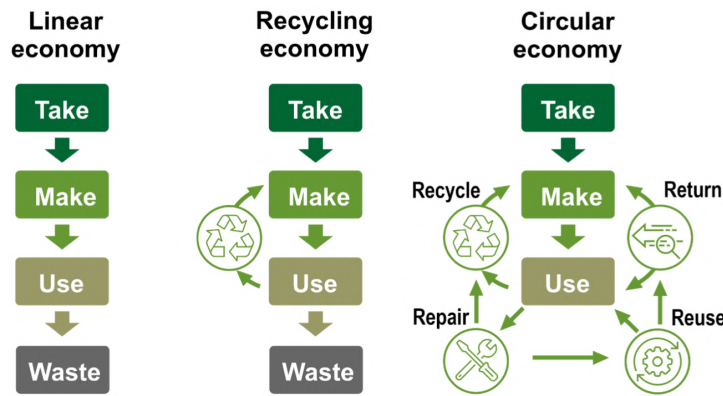 Linear
economy
Take
Make
Use
Waste
Recycling
economy
Take
Make
Use
Waste
Circular
economy
Take
Recycle
Make
Return
Use
Repair
Reuse